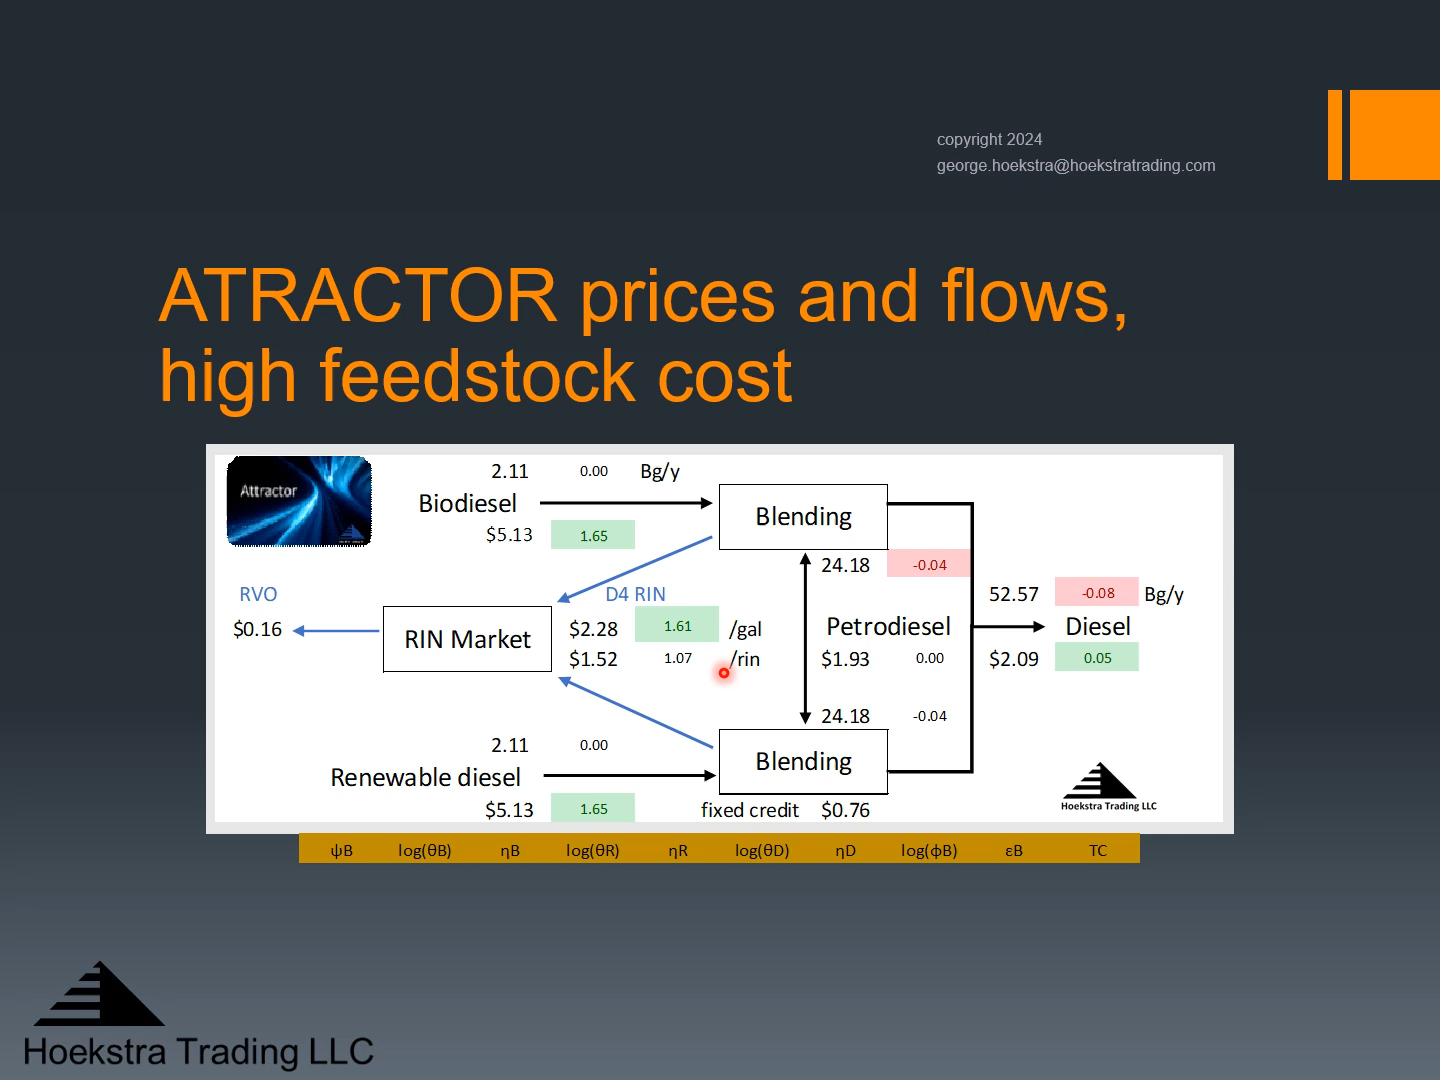 copyright 2024
george.hoekstra@hoekstratrading.com
ATRACTOR prices and flows,
high feedstock cost
Attractor
2.11 0.00 Bg/y
Biodiesel
$5.13 1.65
Blending
24.18 -0.04
RVO
D4 RIN
52.57 -0.08 Bg/y
$0.16
RIN Market
$2.28 1.61 /gal
Petrodiesel
Diesel
$1.52 1.07 /rin
$1.93 0.00
$2.09 0.05
24.18 -0.04
2.11 0.00
Renewable diesel
Blending
$5.13 1.65
fixed credit $0.76
Hoekstra Trading LLC
ψB log(θB) ηB log(θR) ηR log(θD) ηD log(φB) εB TC
Hoekstra Trading LLC